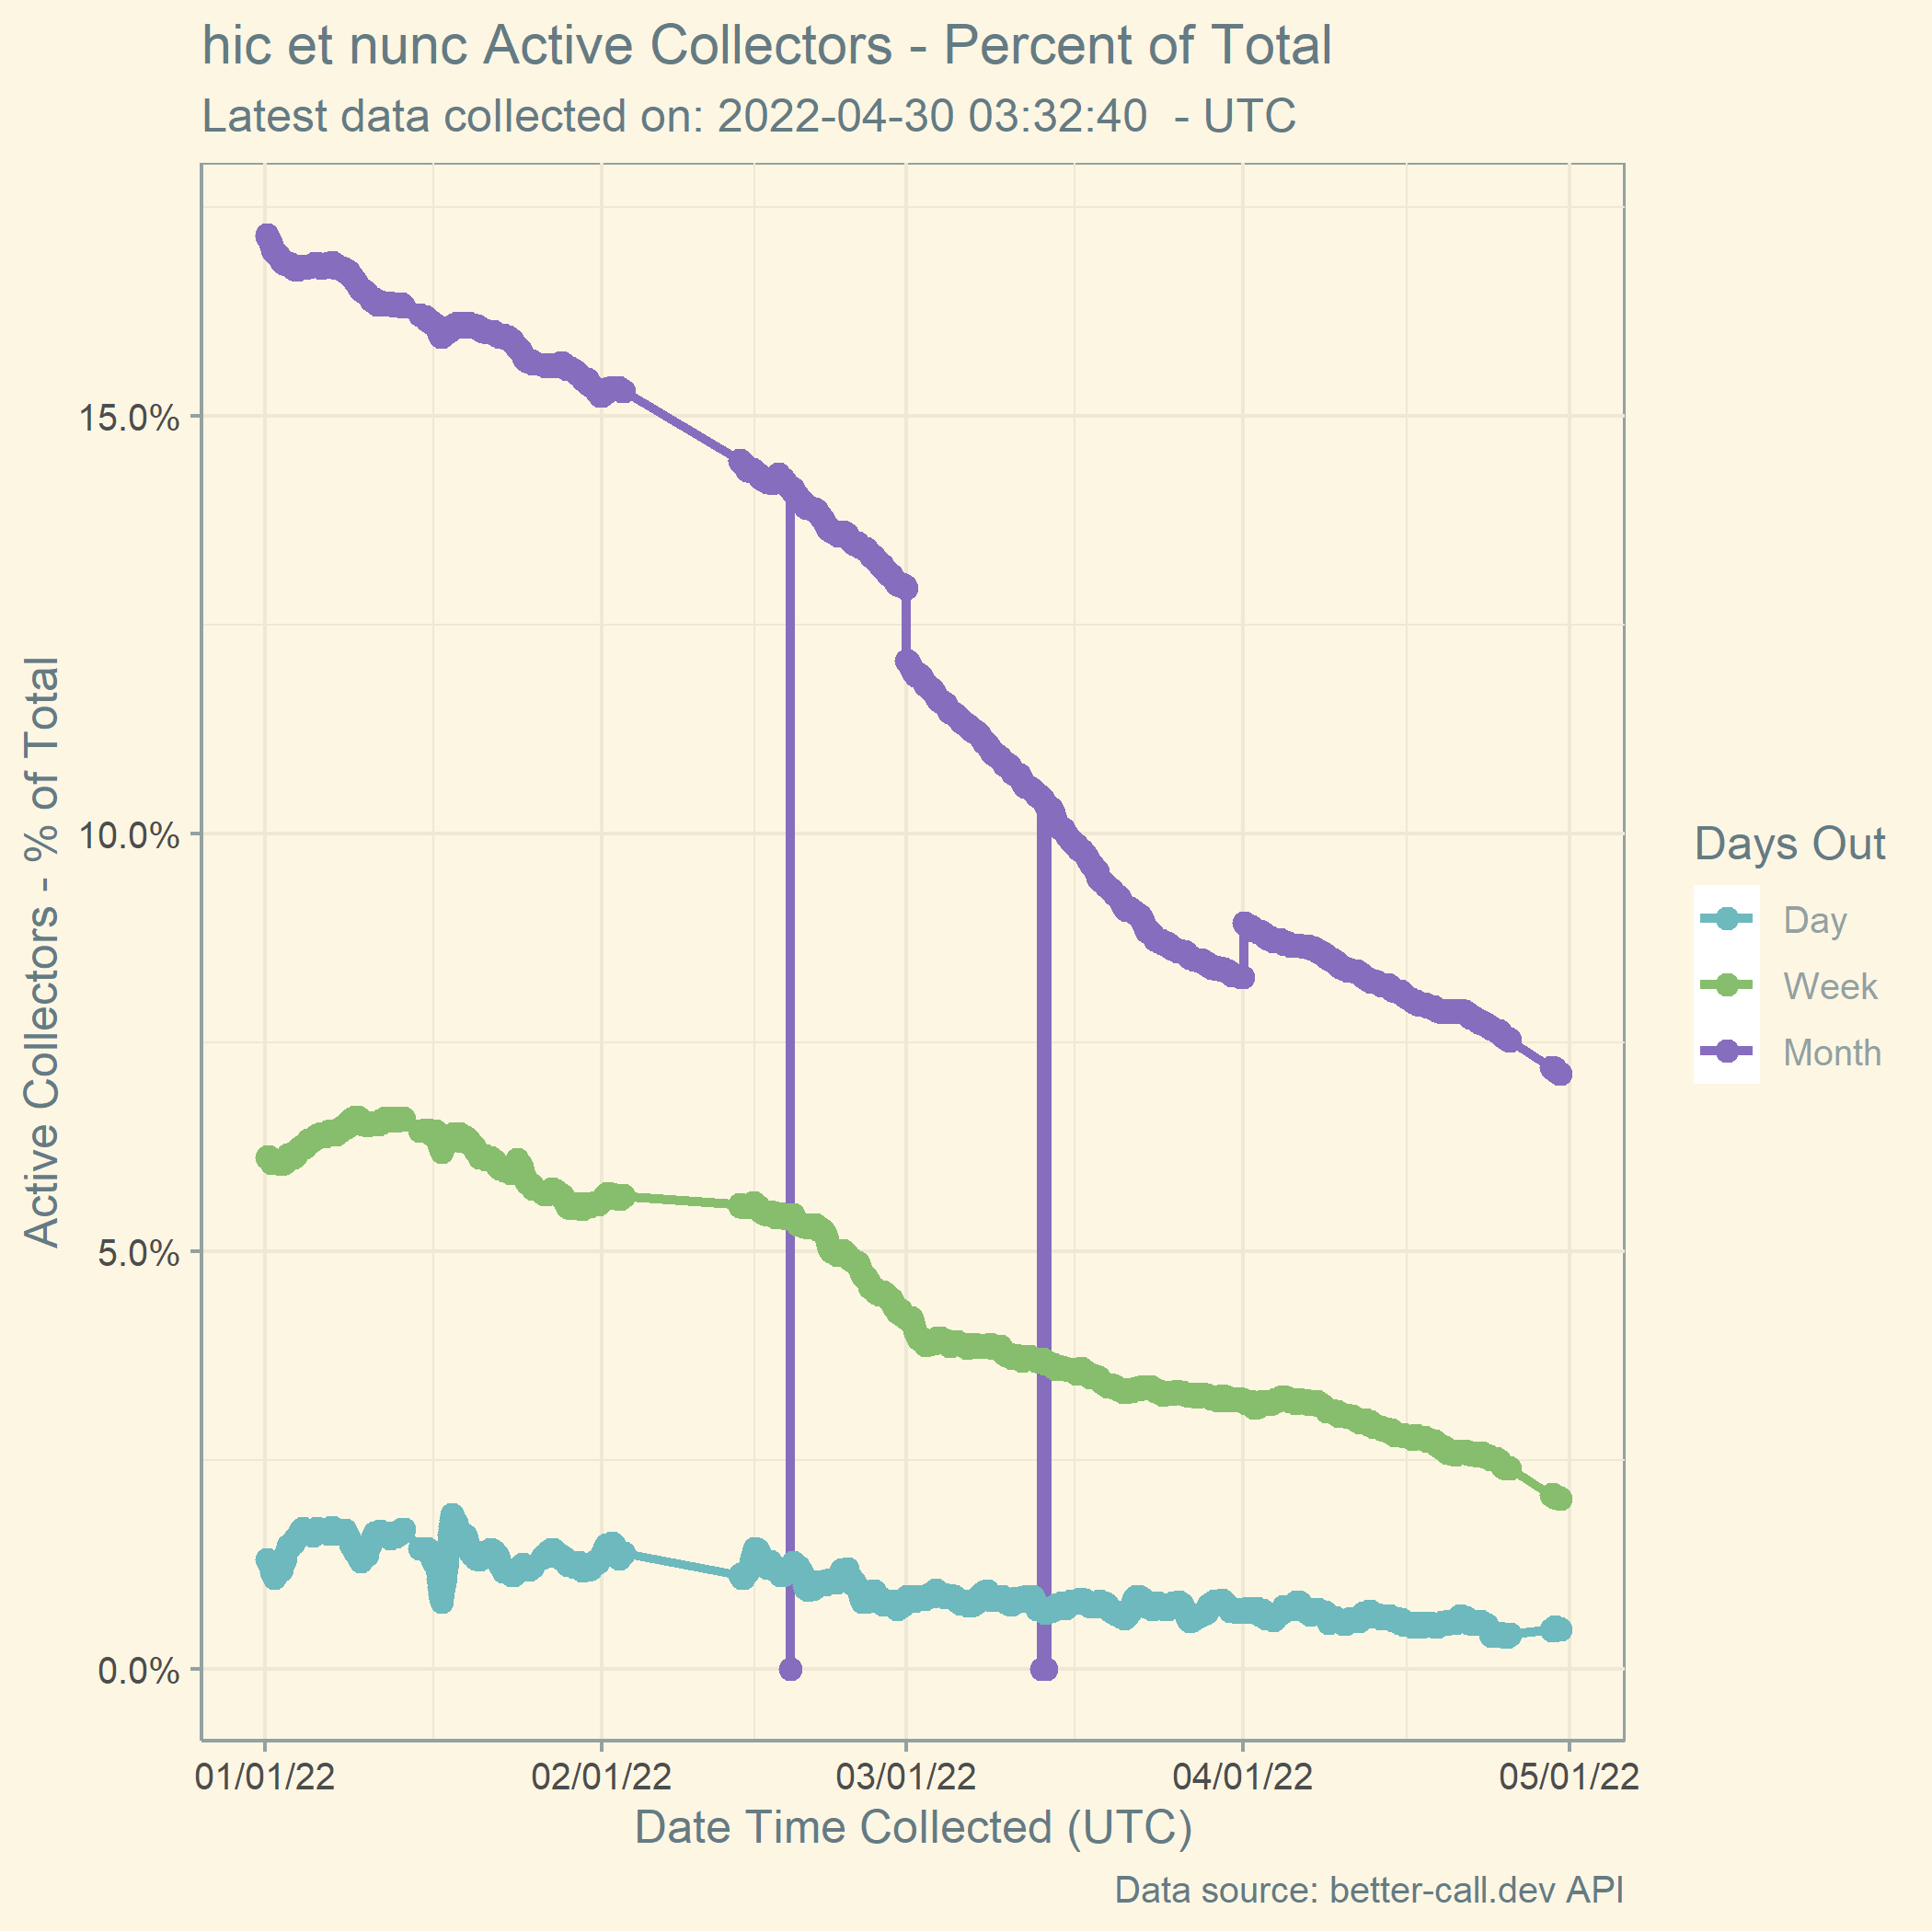 hic et nunc Active Collectors - Percent of Total
Latest data collected on: 2022-04-30 03:32:40  - UTC
Active Collectors - % of Total
15.0%
10.0%
5.0%
0.0%
01/01/22
02/01/22
03/01/22
04/01/22
05/01/22
Date Time Collected (UTC)
Days Out
Day
Week
Month
Data source: better-call.dev API